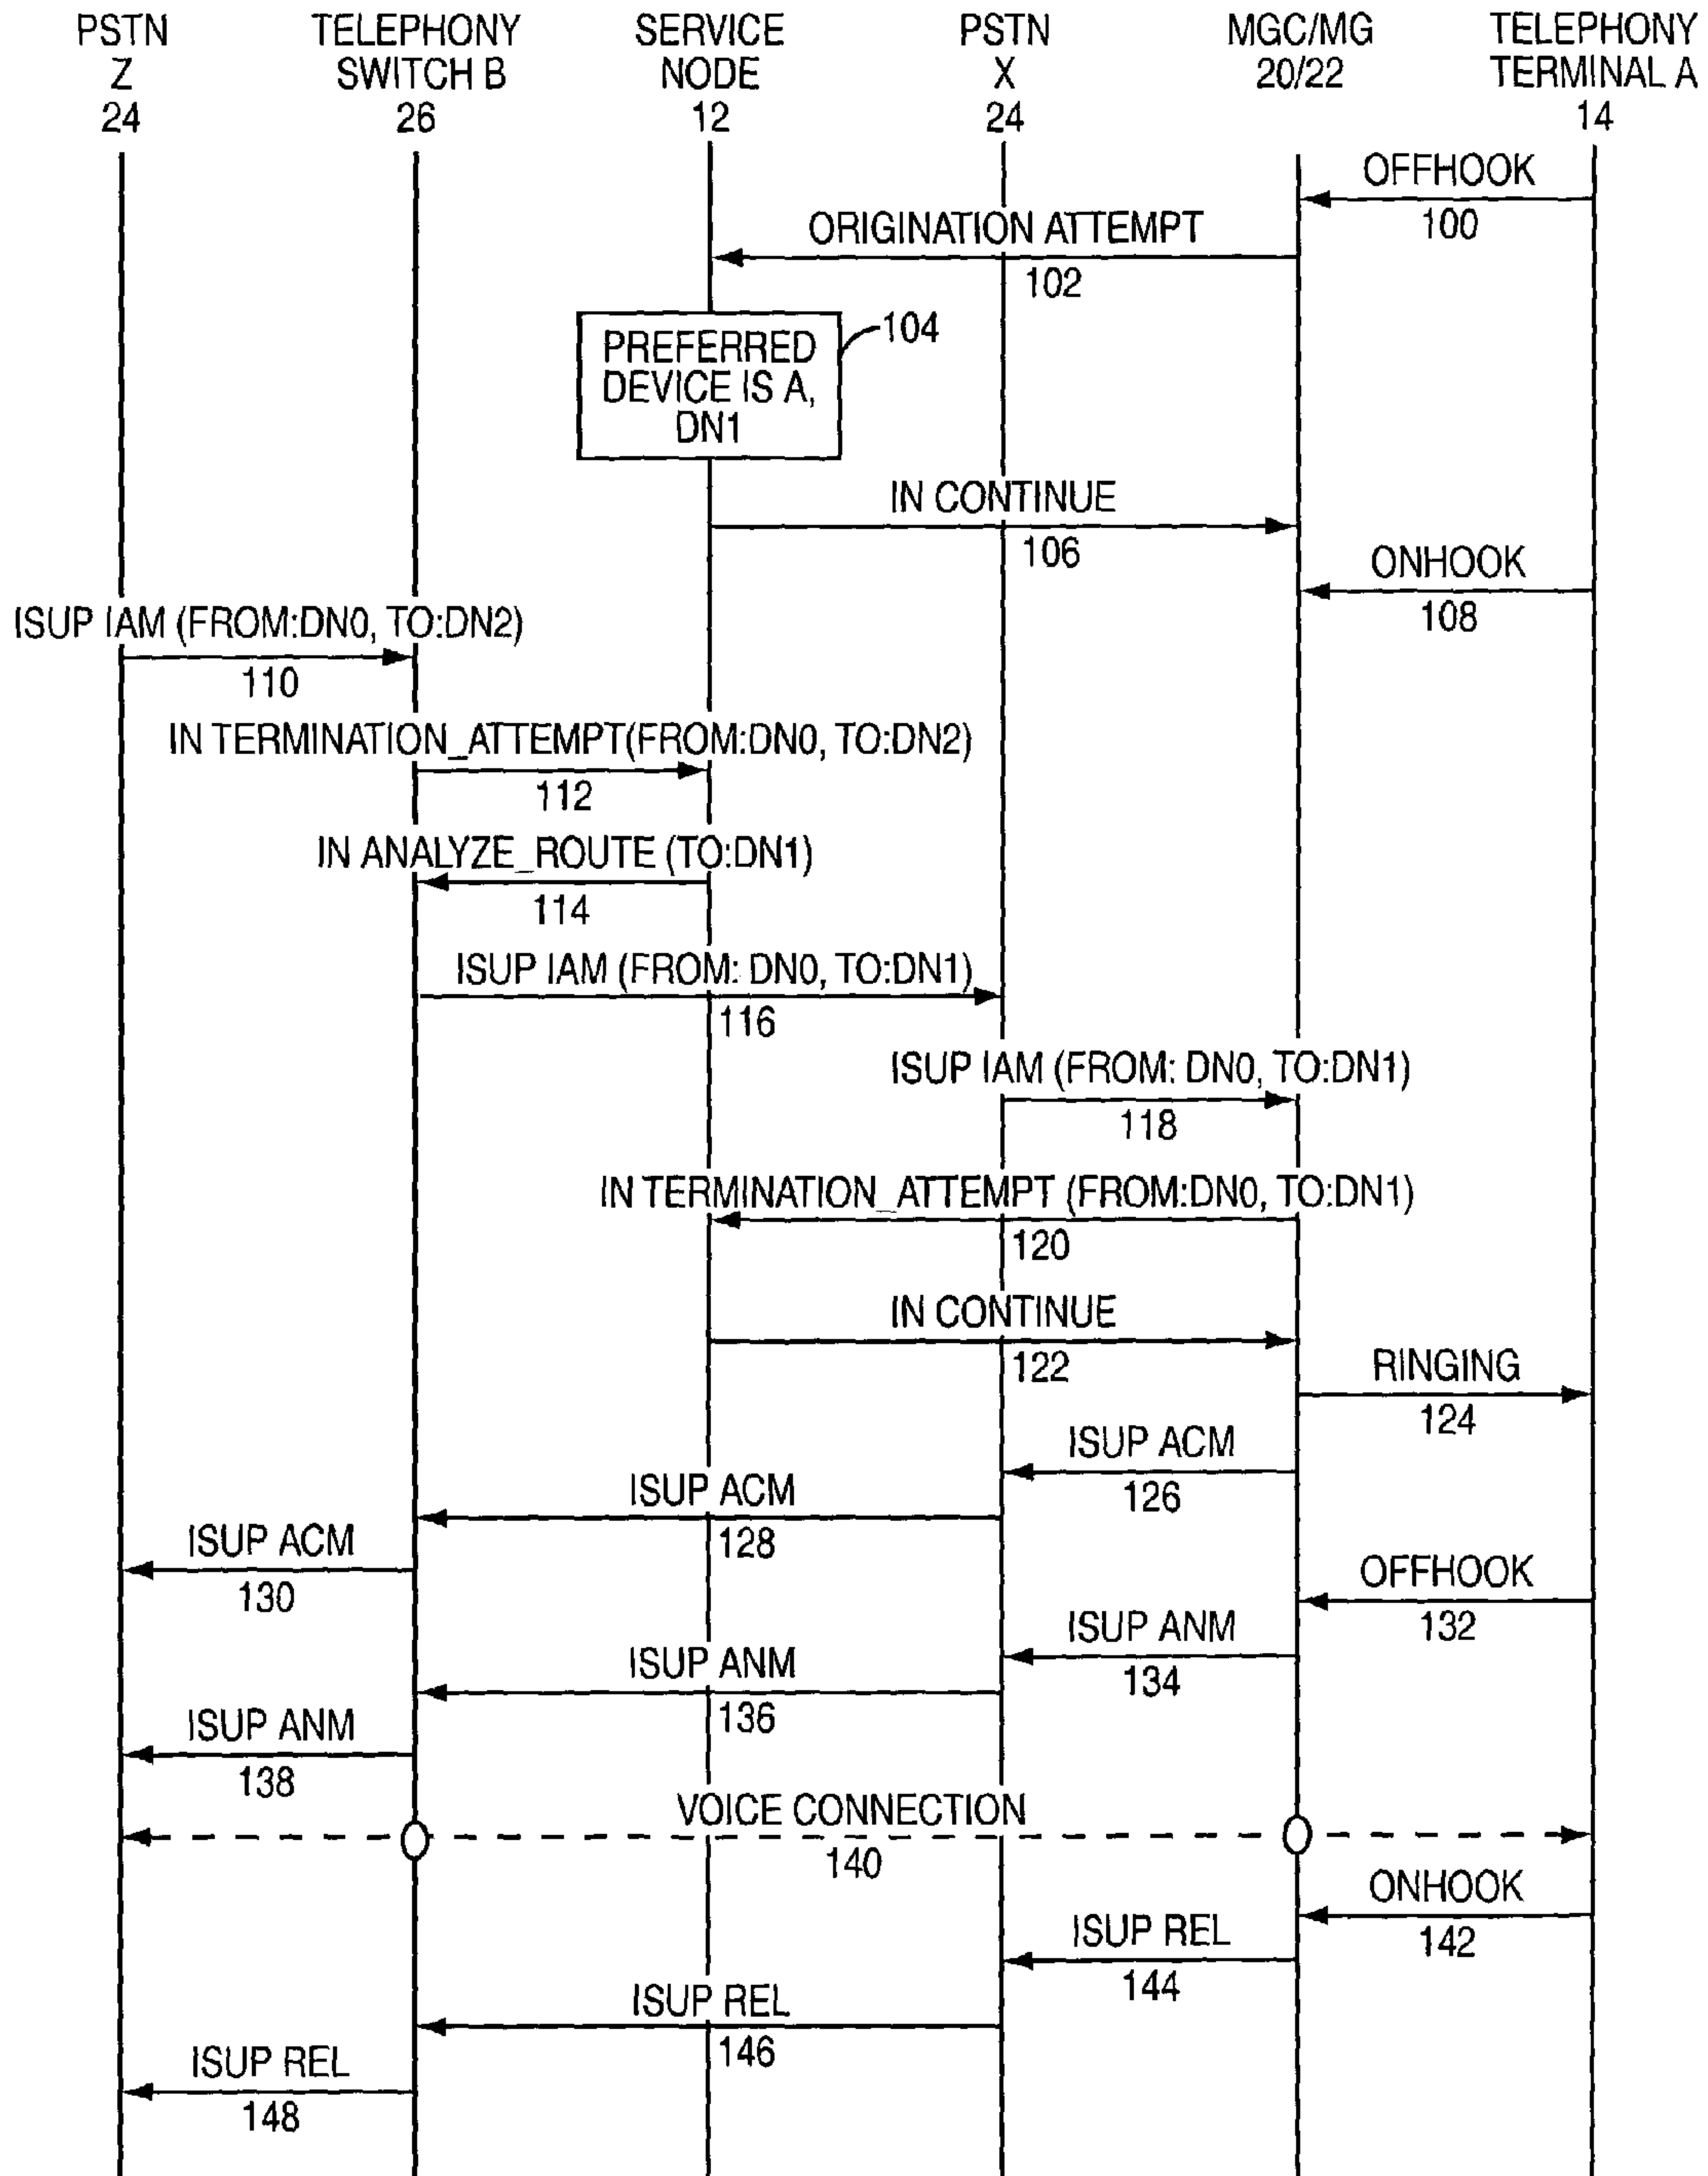 PSTN Z 24
TELEPHONY SWITCH B 26
SERVICE NODE 12
PSTN X 24
MGC/MG 20/22
TELEPHONY TERMINAL A 14
OFFHOOK
100
ORIGINATION ATTEMPT
102
104
PREFERRED
DEVICE IS A,
DN1
IN CONTINUE
106
ONHOOK
108
ISUP IAM (FROM:DN0, TO:DN2)
110
IN TERMINATION_ATTEMPT(FROM:DN0, TO:DN2)
112
IN ANALYZE_ROUTE (TO:DN1)
114
ISUP IAM (FROM: DN0, TO:DN1)
116
ISUP IAM (FROM: DN0, TO:DN1)
118
IN TERMINATION_ATTEMPT (FROM:DN0, TO:DN1)
120
IN CONTINUE
122
RINGING
124
ISUP ACM
126
ISUP ACM
128
ISUP ACM
130
OFFHOOK
132
ISUP ANM
134
ISUP ANM
136
ISUP ANM
138
VOICE CONNECTION
140
ONHOOK
142
ISUP REL
144
ISUP REL
146
ISUP REL
148